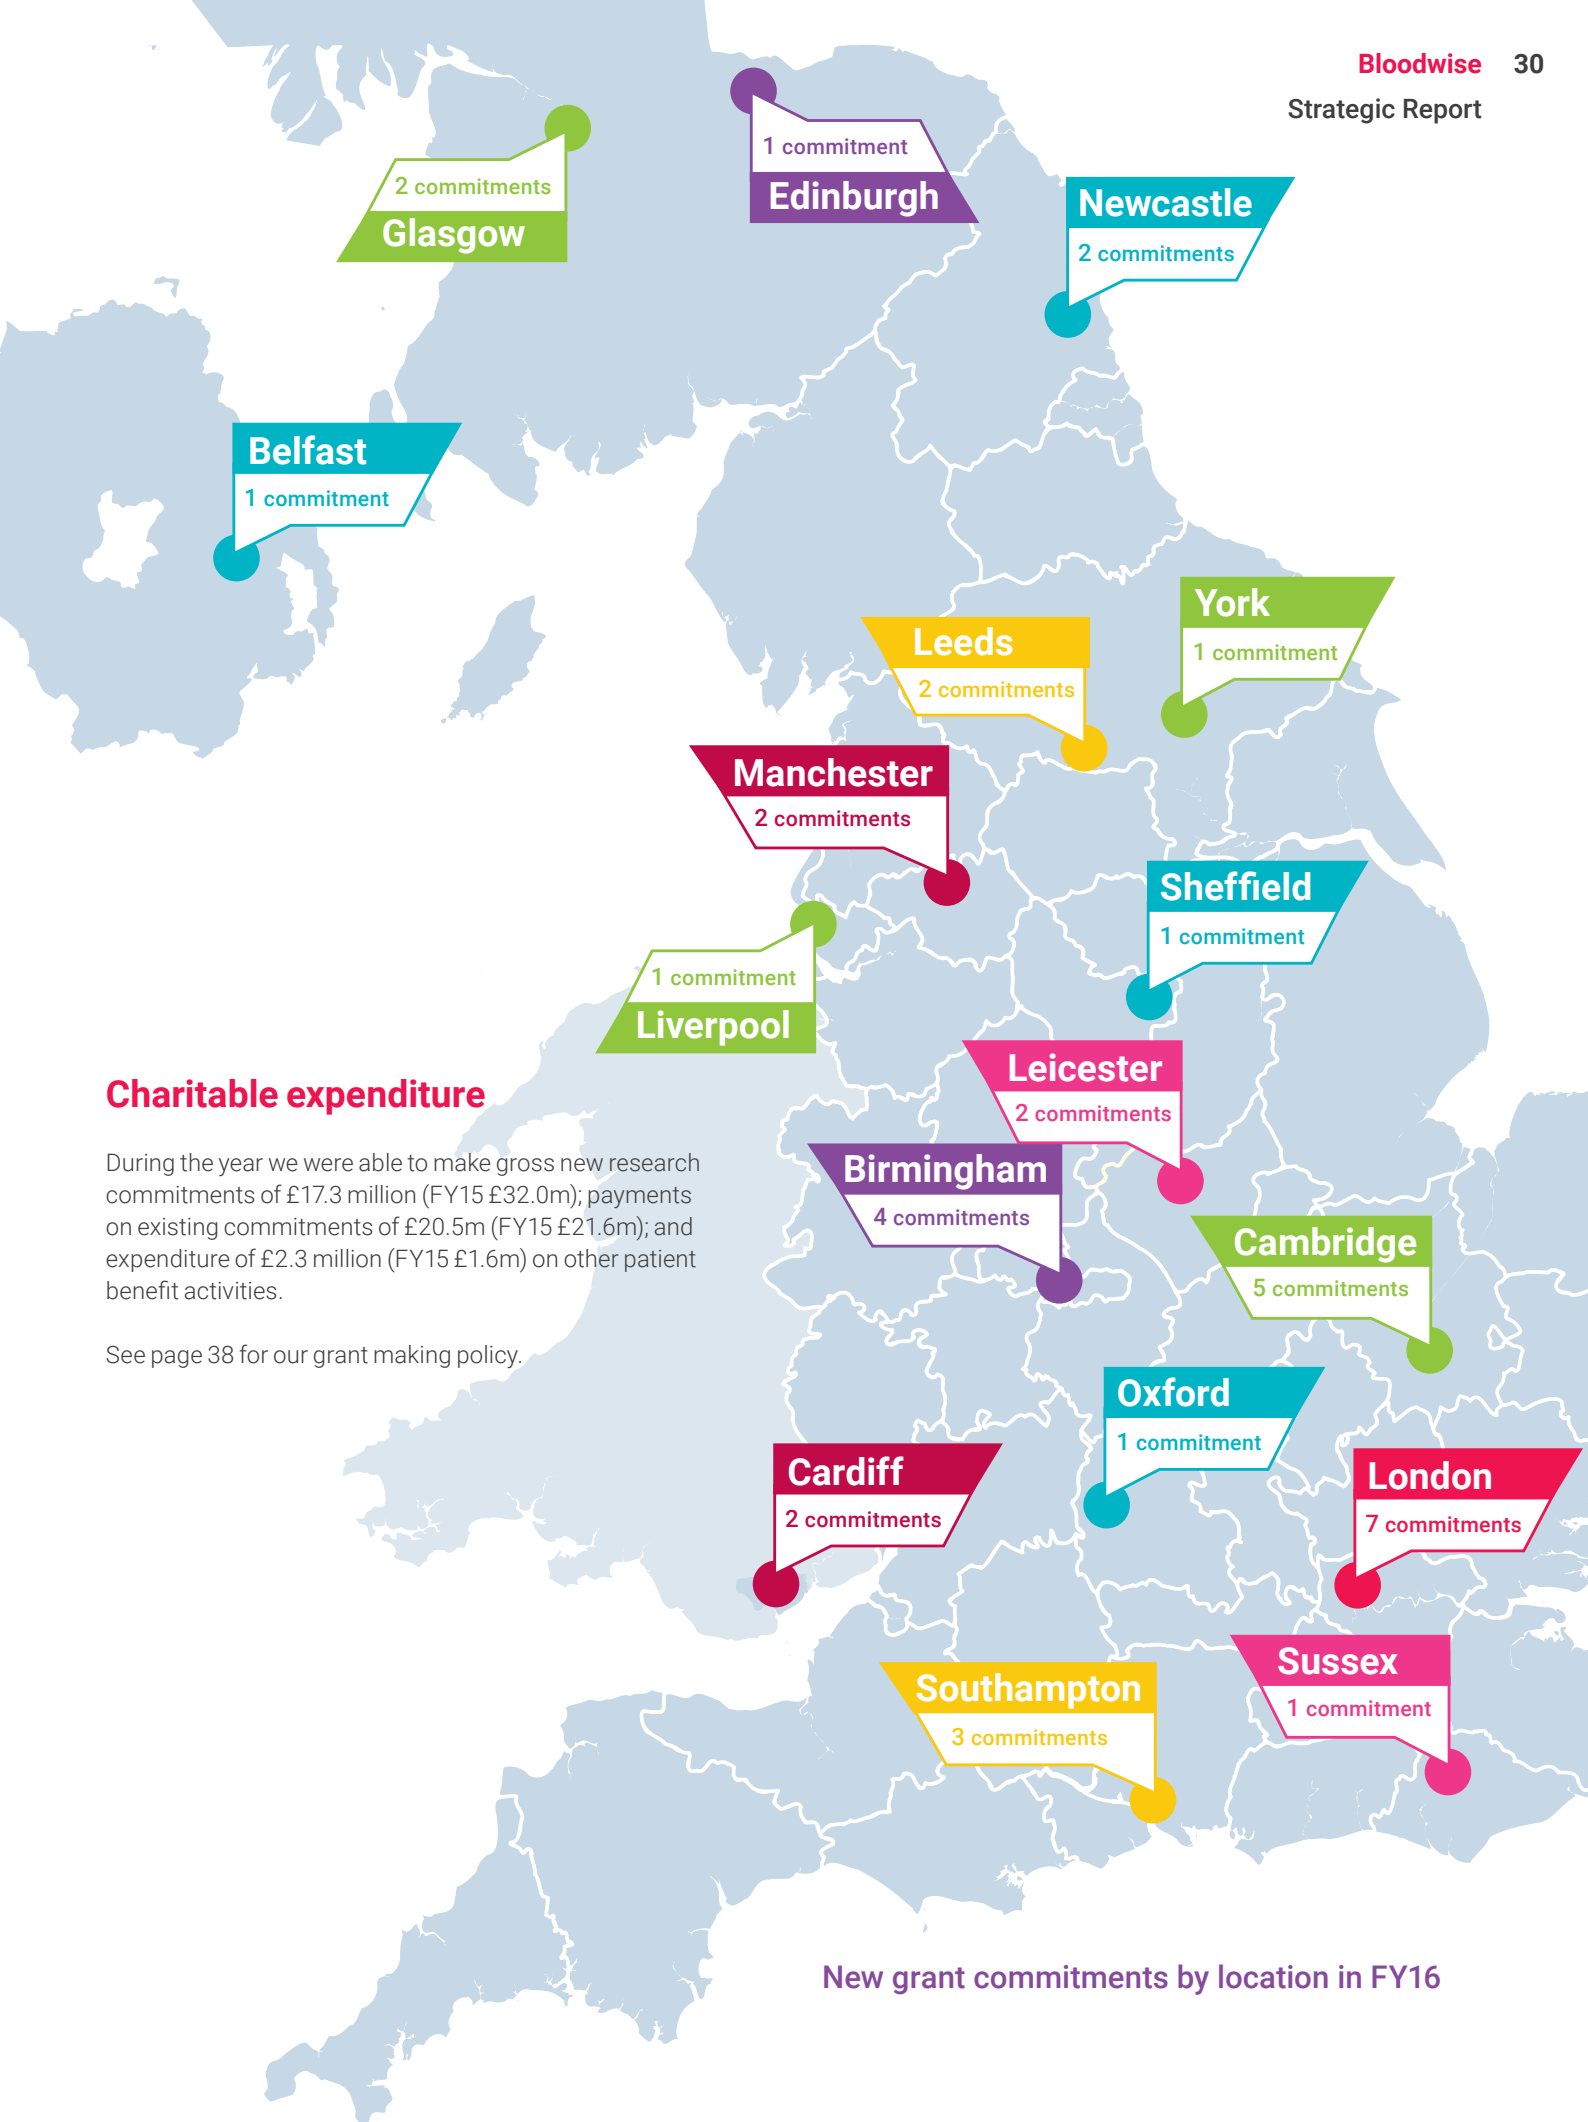 Bloodwise 30
Strategic Report
1 commitment
Edinburgh
2 commitments
Glasgow
Newcastle
2 commitments
Belfast
1 commitment
York
1 commitment
Leeds
2 commitments
Manchester
2 commitments
Sheffield
1 commitment
1 commitment
Liverpool
Leicester
2 commitments
Charitable expenditure
During the year we were able to make gross new research
commitments of £17.3 million (FY15 £32.0m); payments
on existing commitments of £20.5m (FY15 £21.6m); and
expenditure of £2.3 million (FY15 £1.6m) on other patient
benefit activities.
See page 38 for our grant making policy.
Birmingham
4 commitments
Cambridge
5 commitments
Oxford
1 commitment
Cardiff
2 commitments
London
7 commitments
Sussex
1 commitment
Southampton
3 commitments
New grant commitments by location in FY16